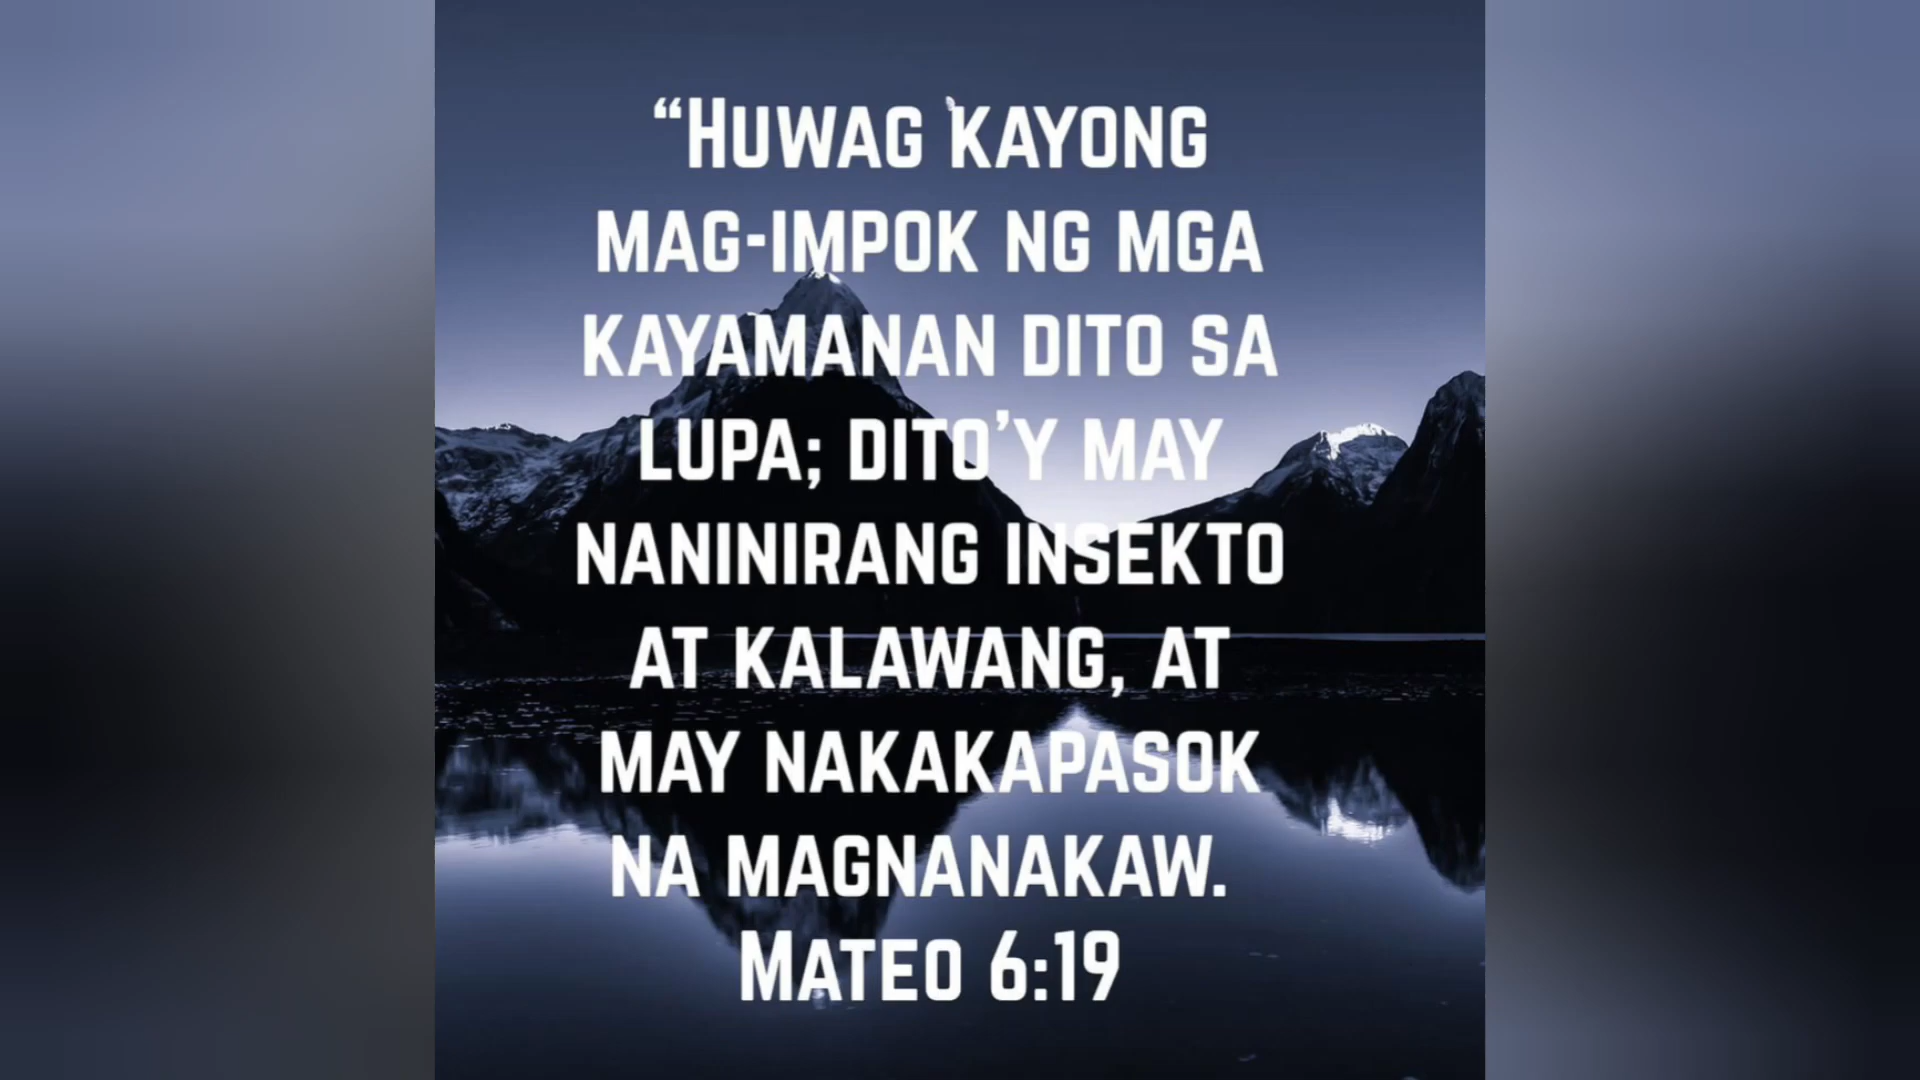 “Huwag kayong
mag-impok ng mga
kayamanan dito sa
lupa; dito’y may
naninirang insekto
at kalawang, at
may nakakapasok
na magnanakaw.
Mateo 6:19